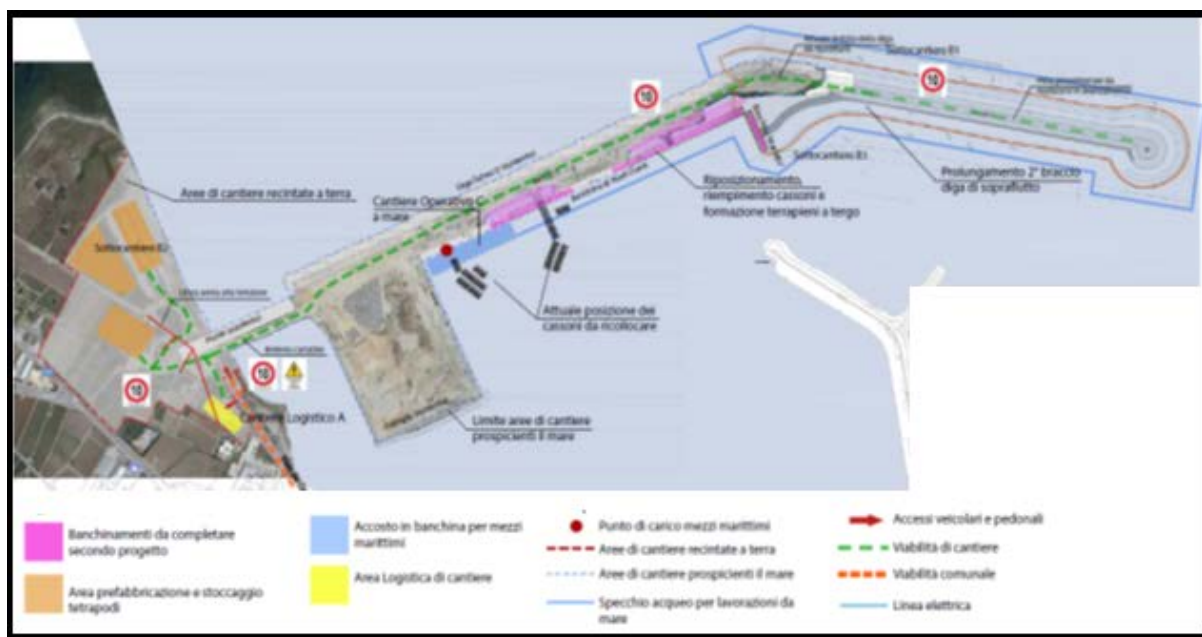 Sottocantiere B1
10
10
Aree di cantiere recintate a terra
Cantiere Operativo C
a mare
Riposizionamento,
riempimento cassoni e
formazione terrapieni a tergo
Prolungamento 2° braccio
diga di sopraflutto
Attuale posizione dei
cassoni da ricollocare
10
10
Cantiere Logistico A
Limite aree di cantiere
prospicienti il mare
Banchinamenti da completare
secondo progetto
Area prefabbricazione e stoccaggio
tetrapodi
Accosto in banchina per mezzi
marittimi
Area Logistica di cantiere
Punto di carico mezzi marittimi
Aree di cantiere recintate a terra
Aree di cantiere prospicienti il mare
Specchio acqueo per lavorazioni da
mare
Accessi veicolari e pedonali
Viabilità di cantiere
Viabilità comunale
Linea elettrica